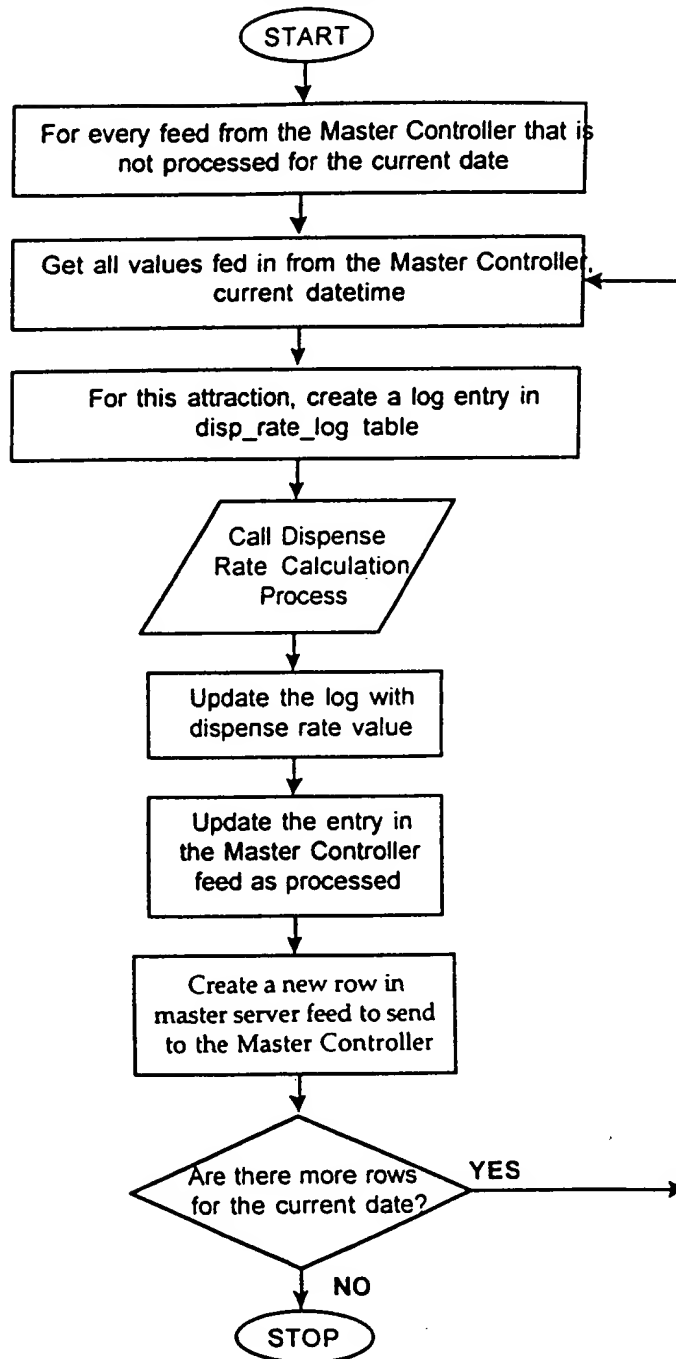 START
For every feed from the Master Controller that is
not processed for the current date
Get all values fed in from the Master Controller,
current datetime
For this attraction, create a log entry in
disp_rate_log table
Call Dispense
Rate Calculation
Process
Update the log with
dispense rate value
Update the entry in
the Master Controller
feed as processed
Create a new row in
master server feed to send
to the Master Controller
Are there more rows
for the current date?
YES
NO
STOP